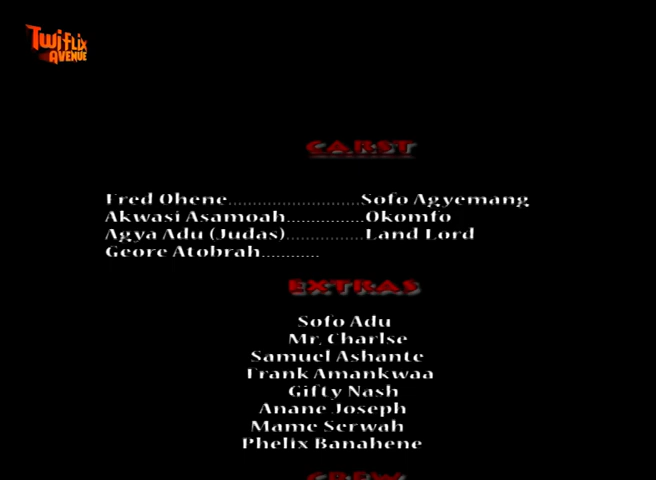 TWIFLIX
AVENUE
CARST
Fred Ohene............................Sofo Agyemang
Akwasi Asamoah...............Okomfo
Agya Adu (Judas)...............Land Lord
Geore Atobrah............
EXTRAS
Sofo Adu
Mr. Charlse
Samuel Ashante
Frank Amankwaa
Gifty Nash
Anane Joseph
Mame Serwah
Phelix Banahene
CREW